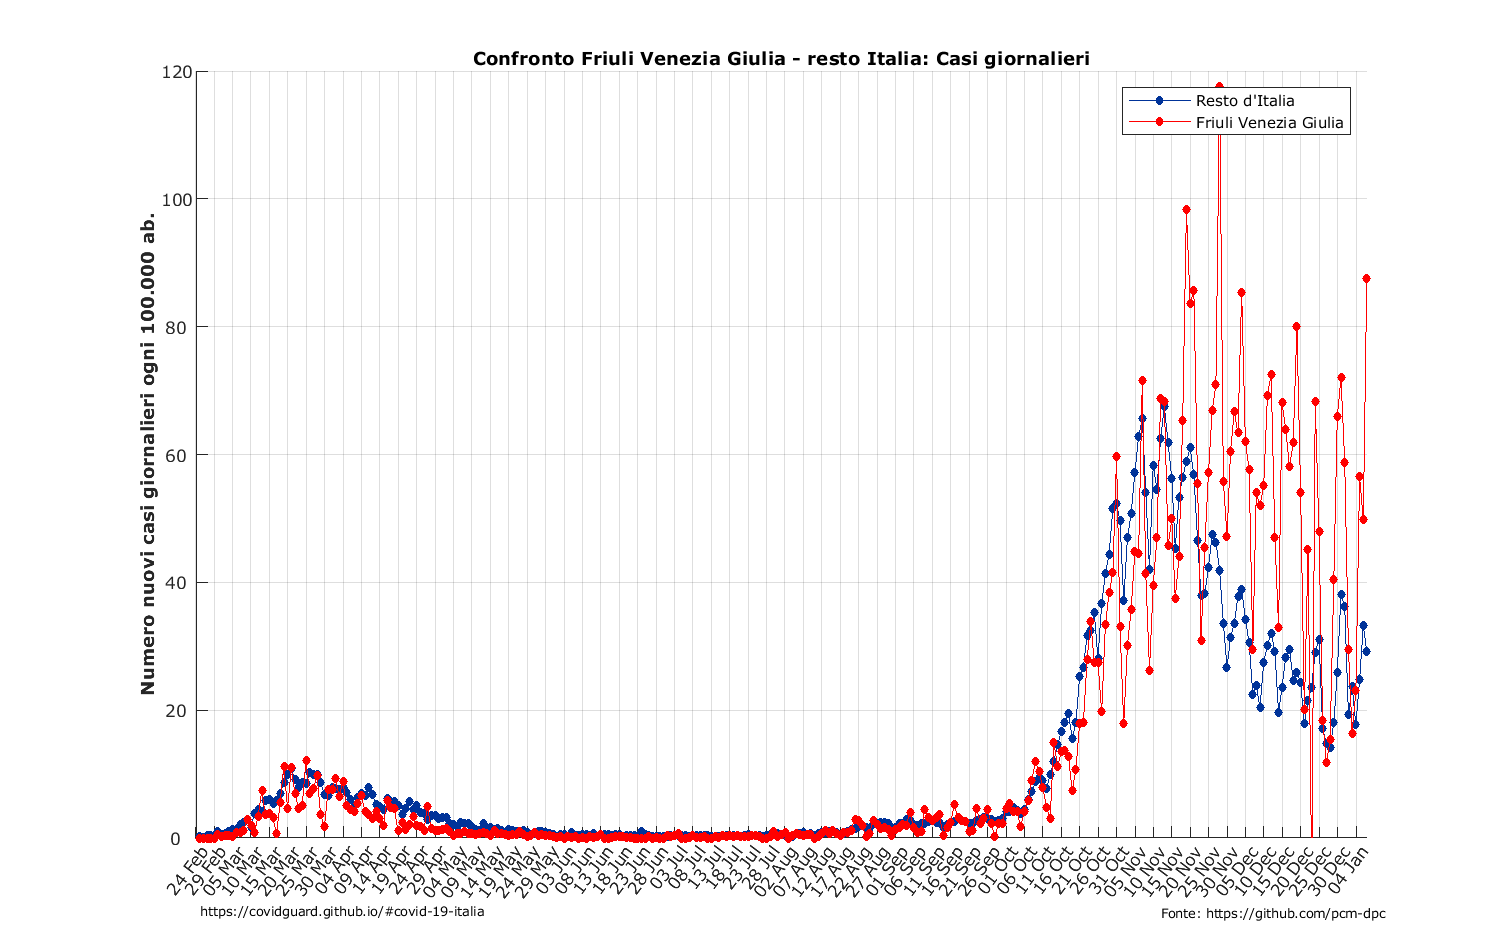 Confronto Friuli Venezia Giulia - resto Italia: Casi giornalieri
Resto d'Italia
Friuli Venezia Giulia
Numero nuovi casi giornalieri ogni 100.000 ab.
120
100
80
60
40
20
0
24 Feb
29 Feb
05 Mar
10 Mar
15 Mar
20 Mar
25 Mar
30 Mar
04 Apr
09 Apr
14 Apr
19 Apr
24 Apr
29 Apr
04 May
09 May
14 May
19 May
24 May
29 May
03 Jun
08 Jun
13 Jun
18 Jun
23 Jun
28 Jun
03 Jul
08 Jul
13 Jul
18 Jul
23 Jul
28 Jul
02 Aug
07 Aug
12 Aug
17 Aug
22 Aug
27 Aug
01 Sep
06 Sep
11 Sep
16 Sep
21 Sep
26 Sep
01 Oct
06 Oct
11 Oct
16 Oct
21 Oct
26 Oct
31 Oct
05 Nov
10 Nov
15 Nov
20 Nov
25 Nov
30 Nov
05 Dec
10 Dec
15 Dec
20 Dec
25 Dec
30 Dec
04 Jan
https://covidguard.github.io/#covid-19-italia
Fonte: https://github.com/pcm-dpc